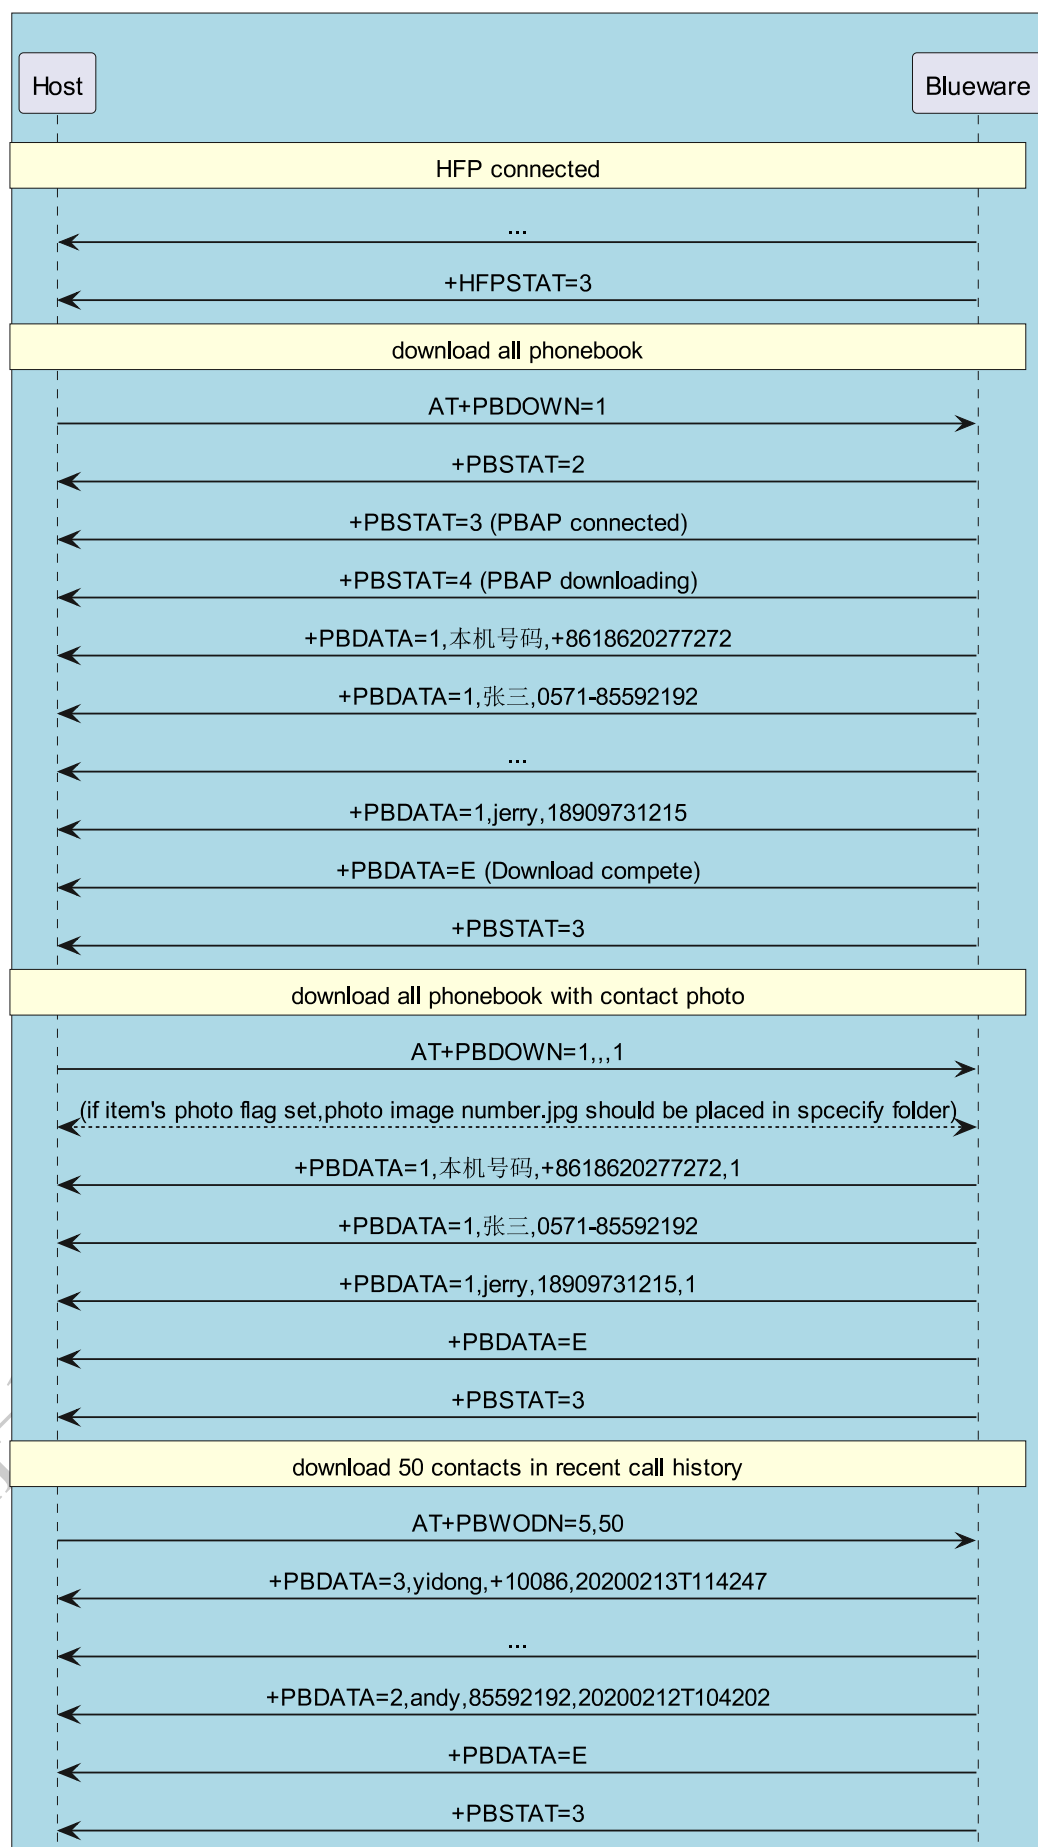 Host
Blueware
HFP connected
...
+HFPSTAT=3
download all phonebook
AT+PBDOWN=1
+PBSTAT=2
+PBSTAT=3 (PBAP connected)
+PBSTAT=4 (PBAP downloading)
+PBDATA=1,本机号码,+8618620277272
+PBDATA=1,张三,0571-85592192
...
+PBDATA=1,jerry,18909731215
+PBDATA=E (Download compete)
+PBSTAT=3
download all phonebook with contact photo
AT+PBDOWN=1,,,1
(if item's photo flag set,photo image number.jpg should be placed in spcecify folder)
+PBDATA=1,本机号码,+8618620277272,1
+PBDATA=1,张三,0571-85592192
+PBDATA=1,jerry,18909731215,1
+PBDATA=E
+PBSTAT=3
download 50 contacts in recent call history
AT+PBWODN=5,50
+PBDATA=3,yidong,+10086,20200213T114247
...
+PBDATA=2,andy,85592192,20200212T104202
+PBDATA=E
+PBSTAT=3